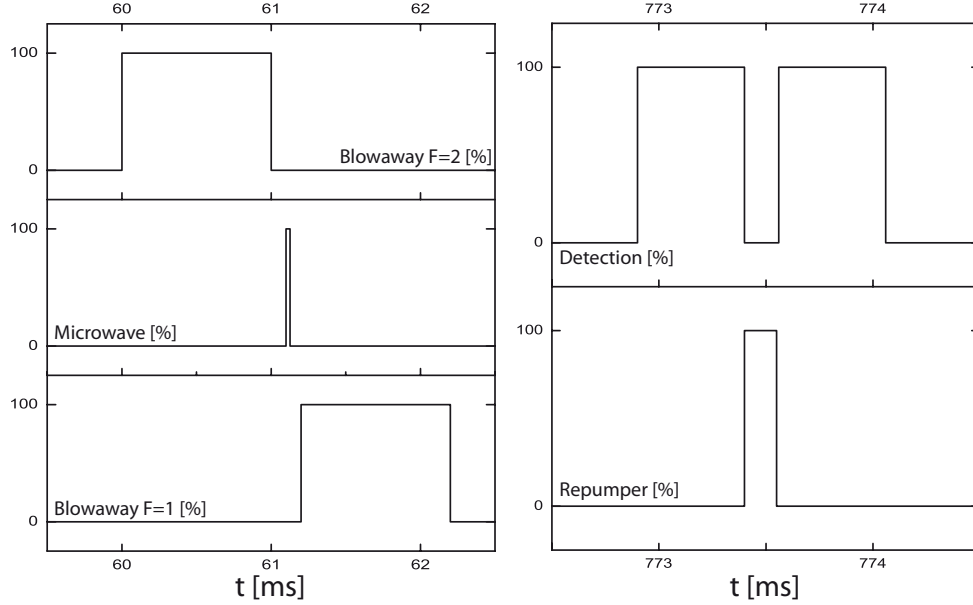 60 61 62
100
0
Blowaway F=2 [%]
100
0
Microwave [%]
100
0
Blowaway F=1 [%]
60 61 62
t [ms]
773 774
100
0
Detection [%]
100
0
Repumper [%]
773 774
t [ms]